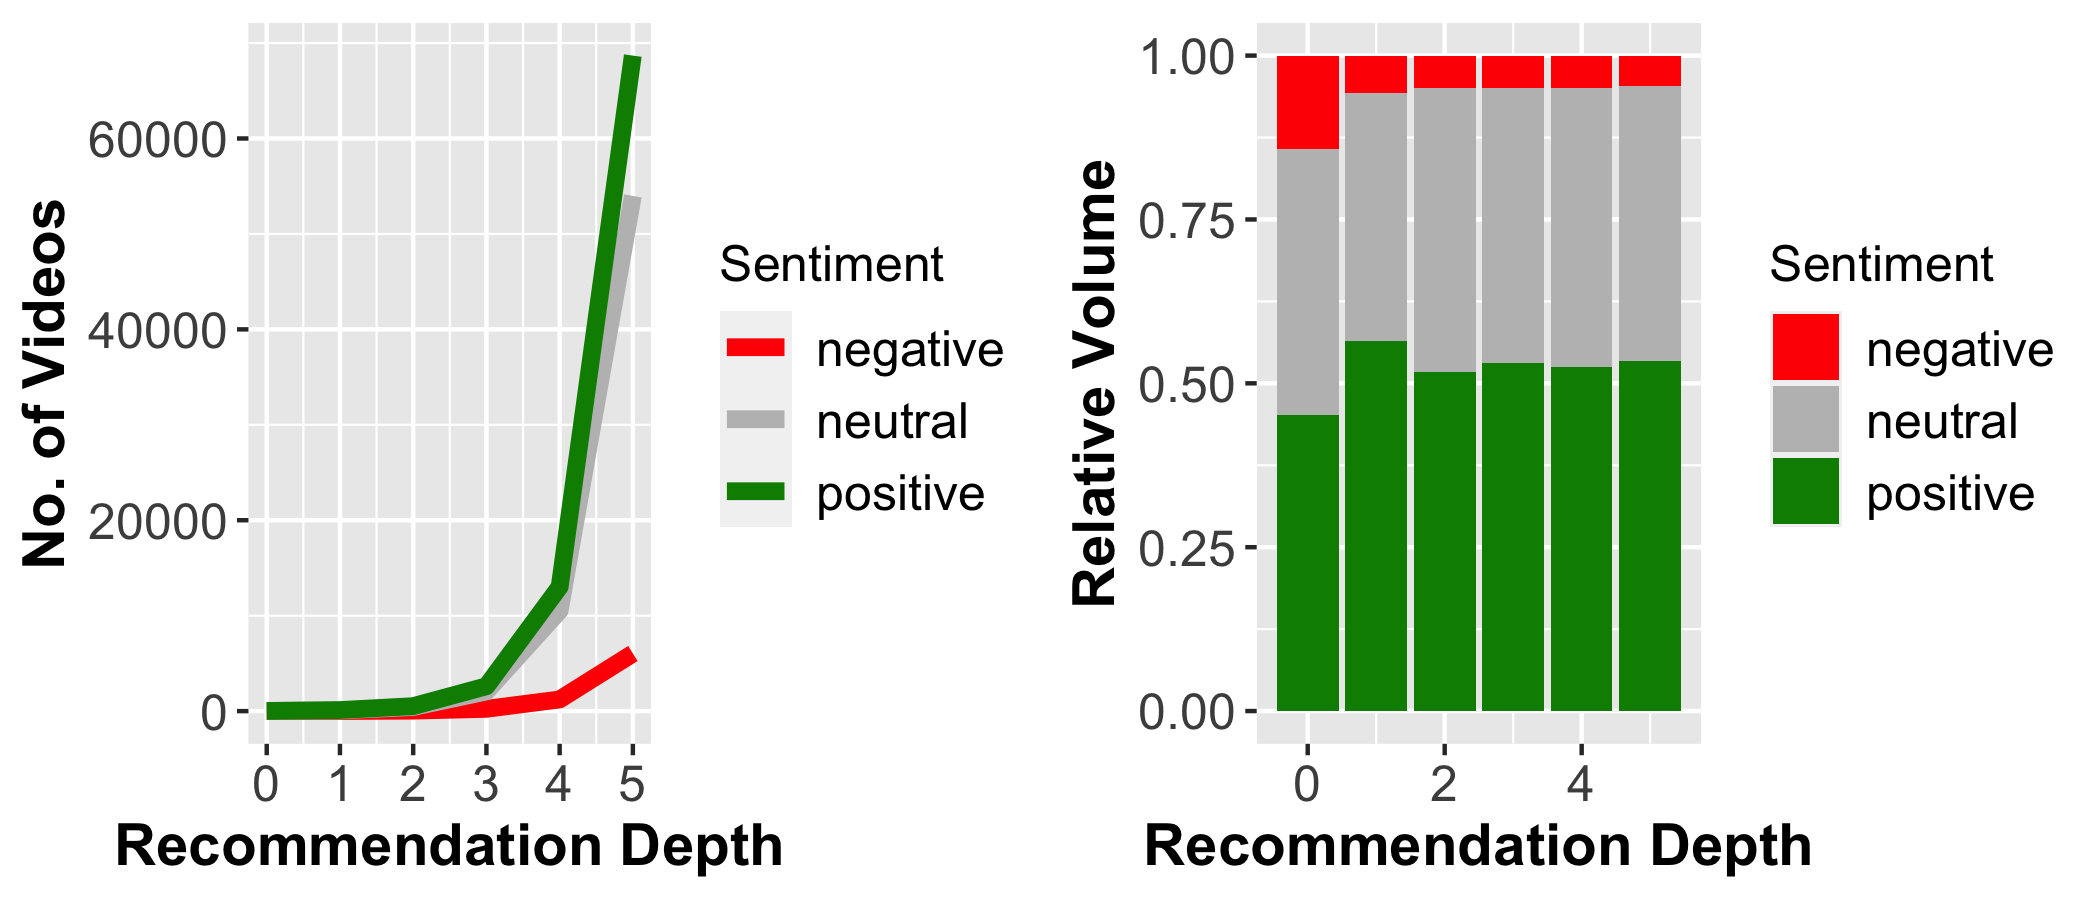 No. of Videos
60000
40000
20000
0
0 1 2 3 4 5
Recommendation Depth
Sentiment
negative
neutral
positive
Relative Volume
1.00
0.75
0.50
0.25
0.00
0 2 4
Recommendation Depth
Sentiment
negative
neutral
positive